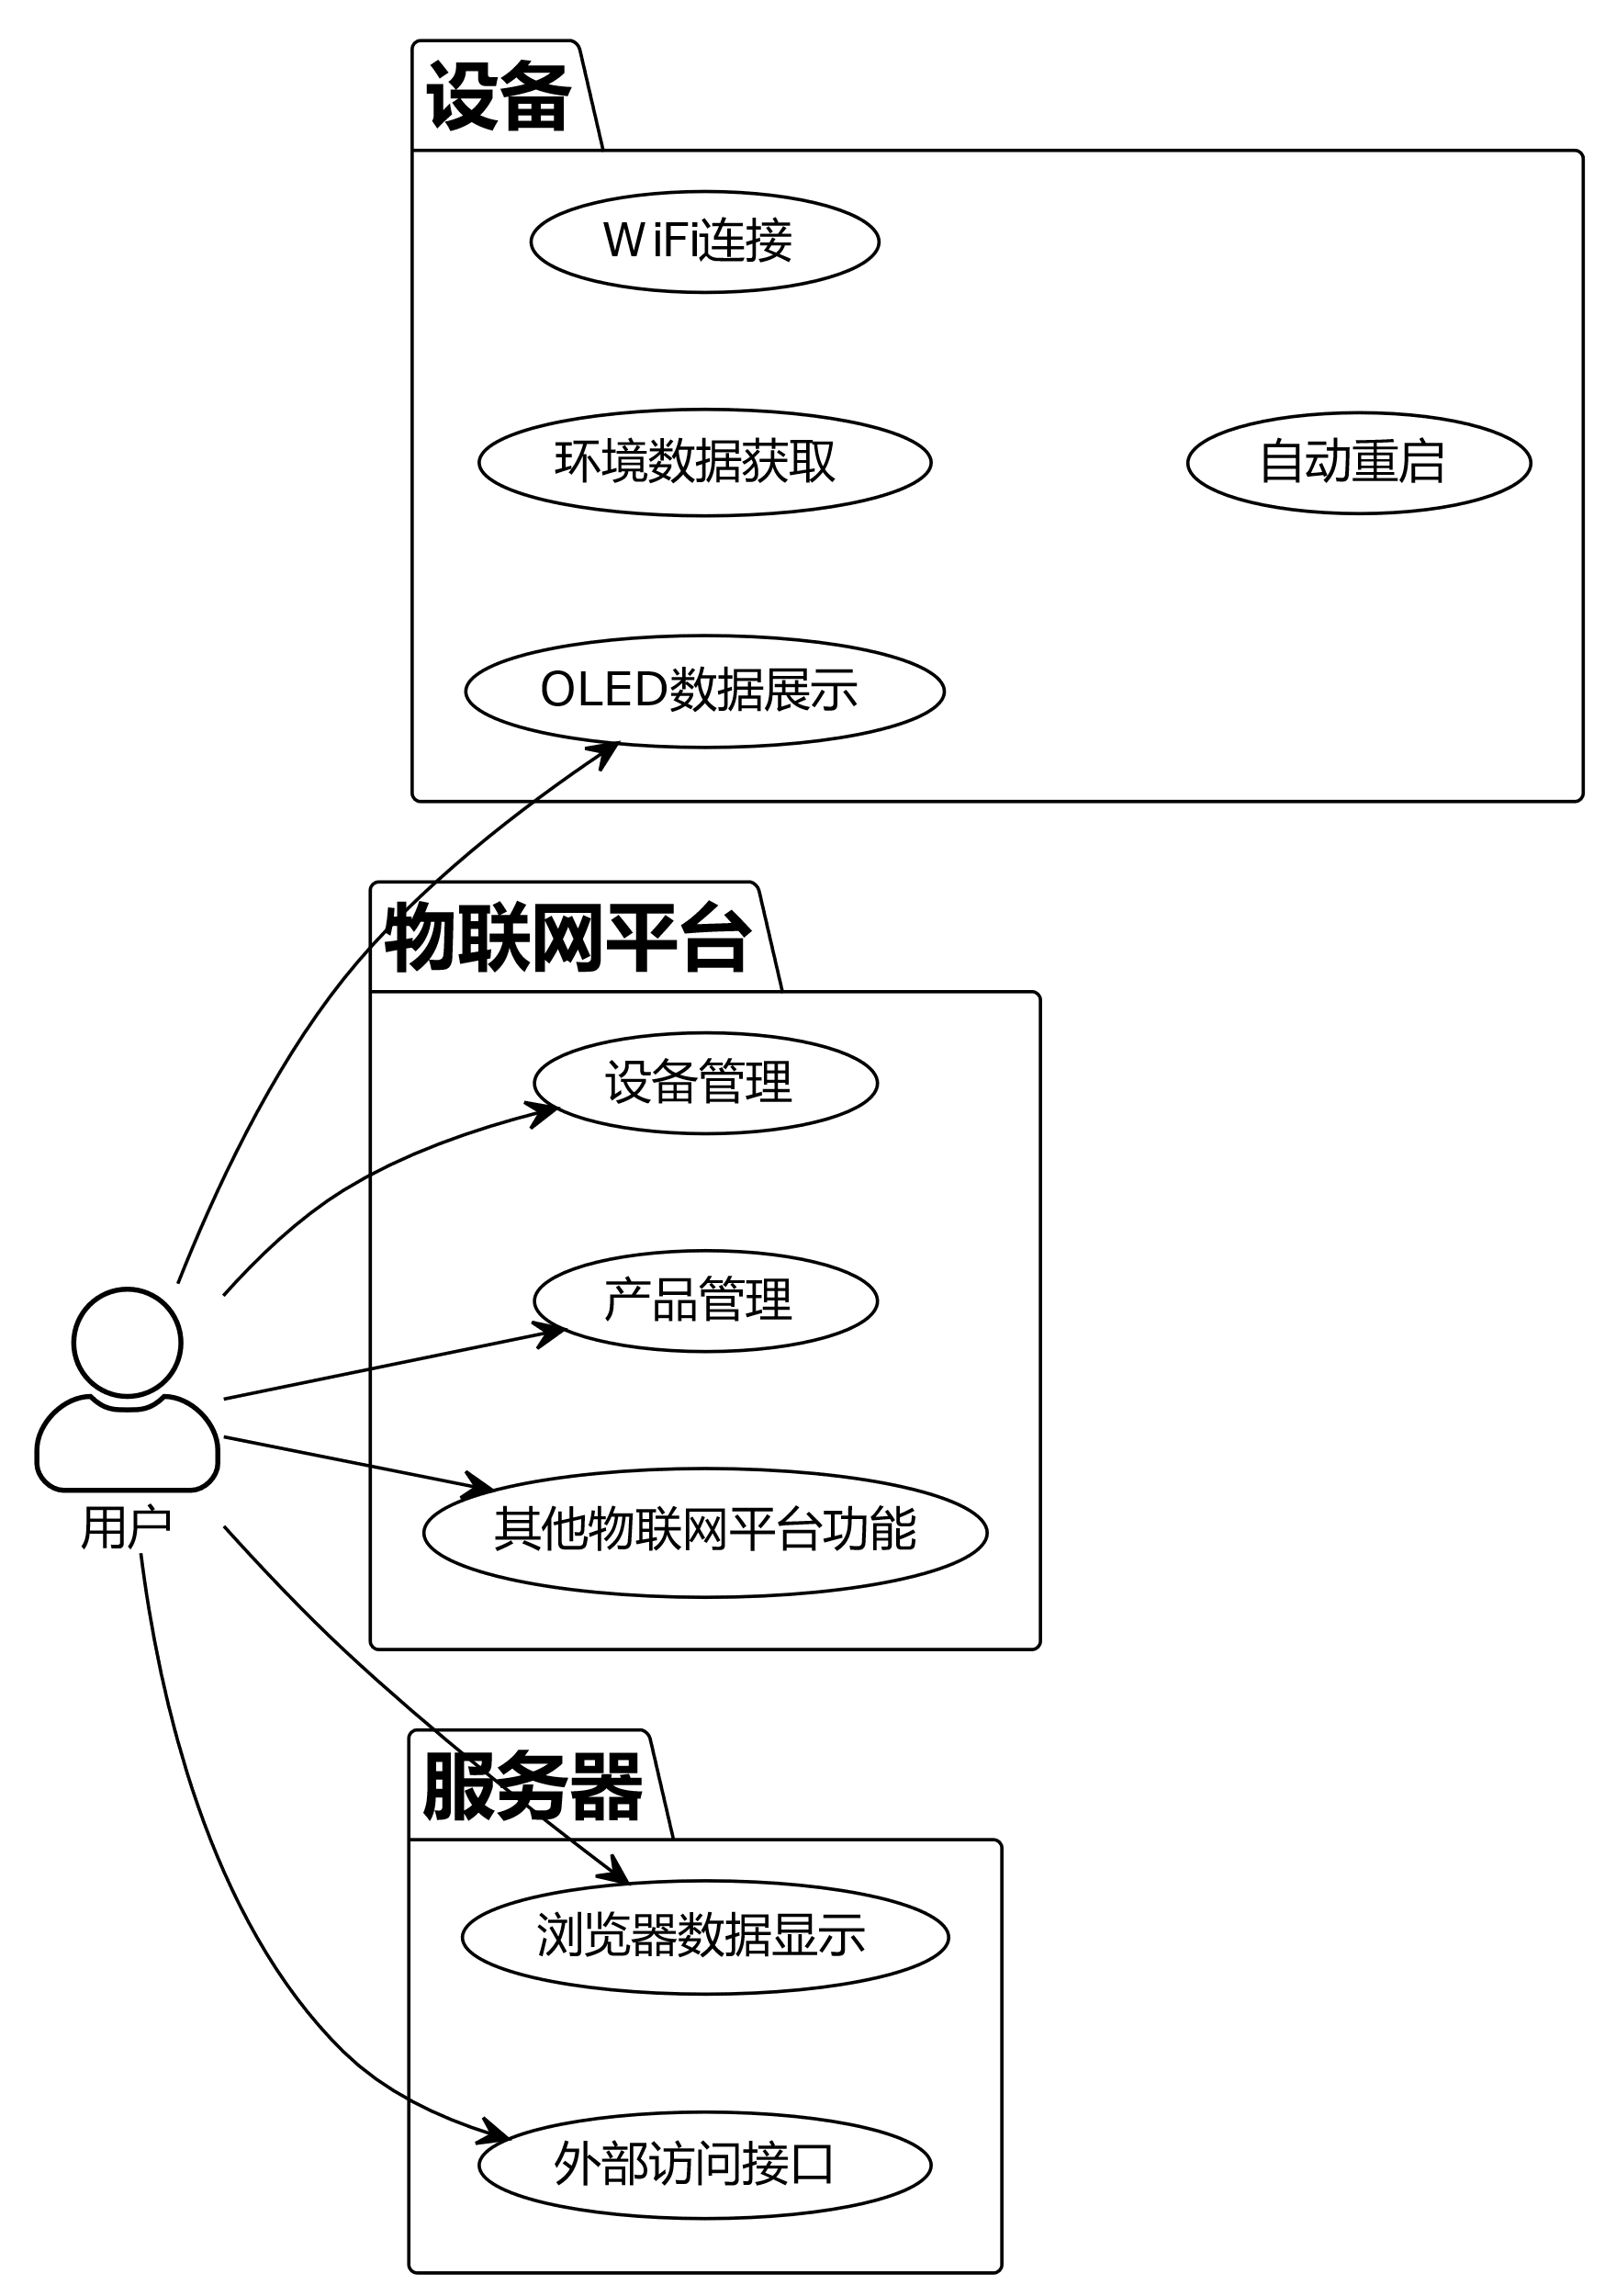 设备
WiFi连接
环境数据获取
自动重启
OLED数据展示
物联网平台
设备管理
产品管理
其他物联网平台功能
用户
服务器
浏览器数据显示
外部访问接口